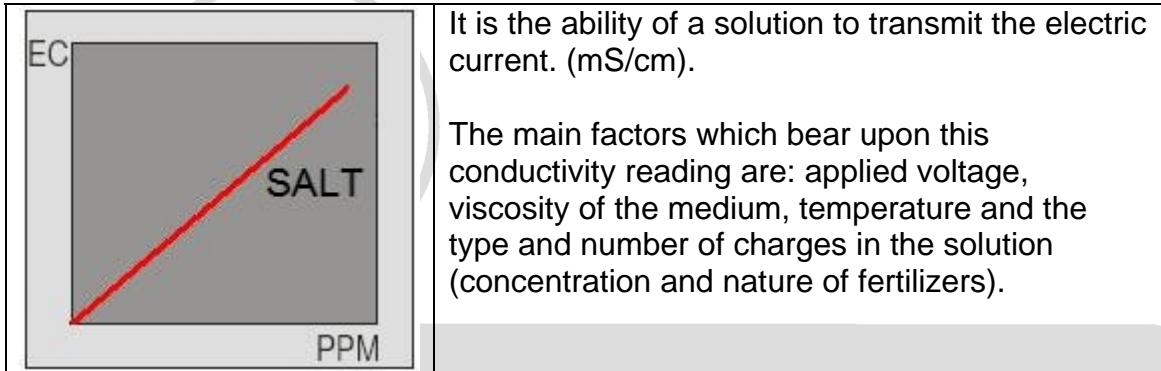 EC
SALT
PPM
It is the ability of a solution to transmit the electric
current. (mS/cm).
The main factors which bear upon this
conductivity reading are: applied voltage,
viscosity of the medium, temperature and the
type and number of charges in the solution
(concentration and nature of fertilizers).